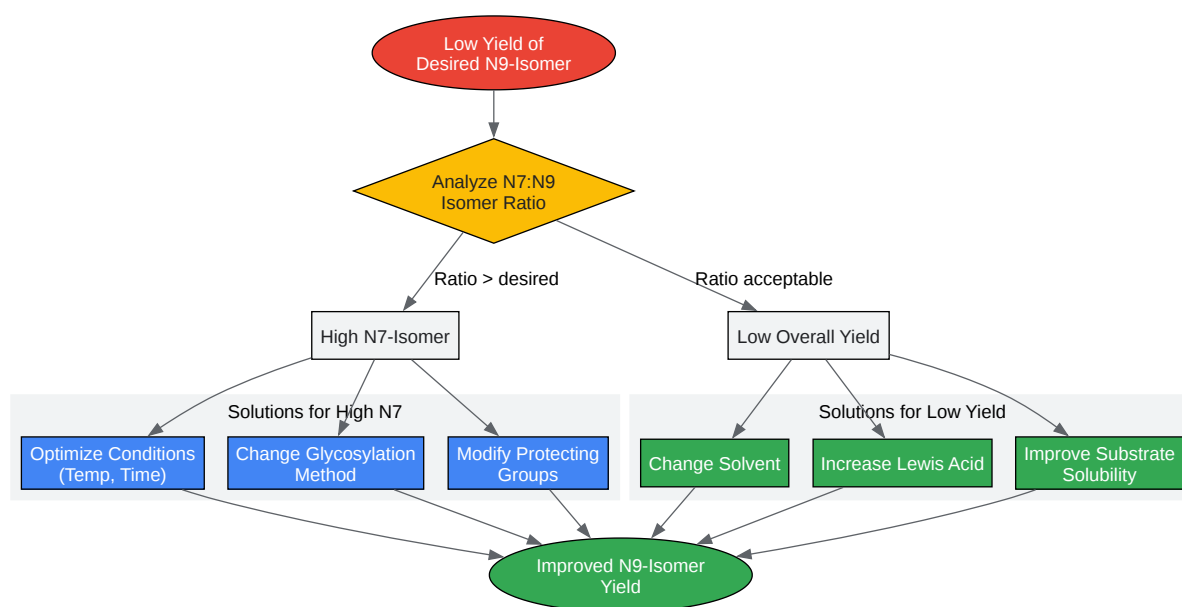 Low Yield of
Desired N9-Isomer
Analyze N7:N9
Isomer Ratio
Ratio > desired
Ratio acceptable
High N7-Isomer
Low Overall Yield
Solutions for High N7
Solutions for Low Yield
Optimize Conditions
(Temp, Time)
Change Glycosylation
Method
Modify Protecting
Groups
Change Solvent
Increase Lewis Acid
Improve Substrate
Solubility
Improved N9-Isomer
Yield